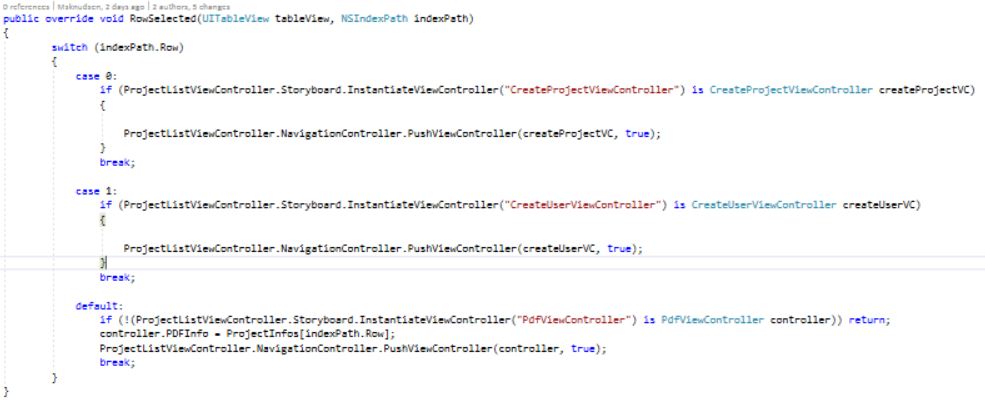 0 references | Msknudsen, 2 days ago | 2 authors, 5 changes
public override void RowSelected(UITableView tableView, NSIndexPath indexPath)
{
switch (indexPath.Row)
{
case 0:
if (ProjectListViewController.Storyboard.InstantiateViewController("CreateProjectViewController") is CreateProjectViewController createProjectVC)
{
ProjectListViewController.NavigationController.PushViewController(createProjectVC, true);
}
break;
case 1:
if (ProjectListViewController.Storyboard.InstantiateViewController("CreateUserViewController") is CreateUserViewController createUserVC)
{
ProjectListViewController.NavigationController.PushViewController(createUserVC, true);
}
break;
default:
if (!(ProjectListViewController.Storyboard.InstantiateViewController("PdfViewController") is PdfViewController controller)) return;
controller.PDFInfo = ProjectInfos[indexPath.Row];
ProjectListViewController.NavigationController.PushViewController(controller, true);
break;
}
}